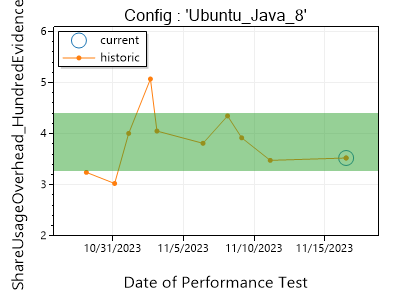 Config : 'Ubuntu_Java_8'
current
historic
6
5
4
3
2
10/31/2023
11/5/2023
11/10/2023
11/15/2023
ShareUsageOverhead_HundredEvidence
Date of Performance Test